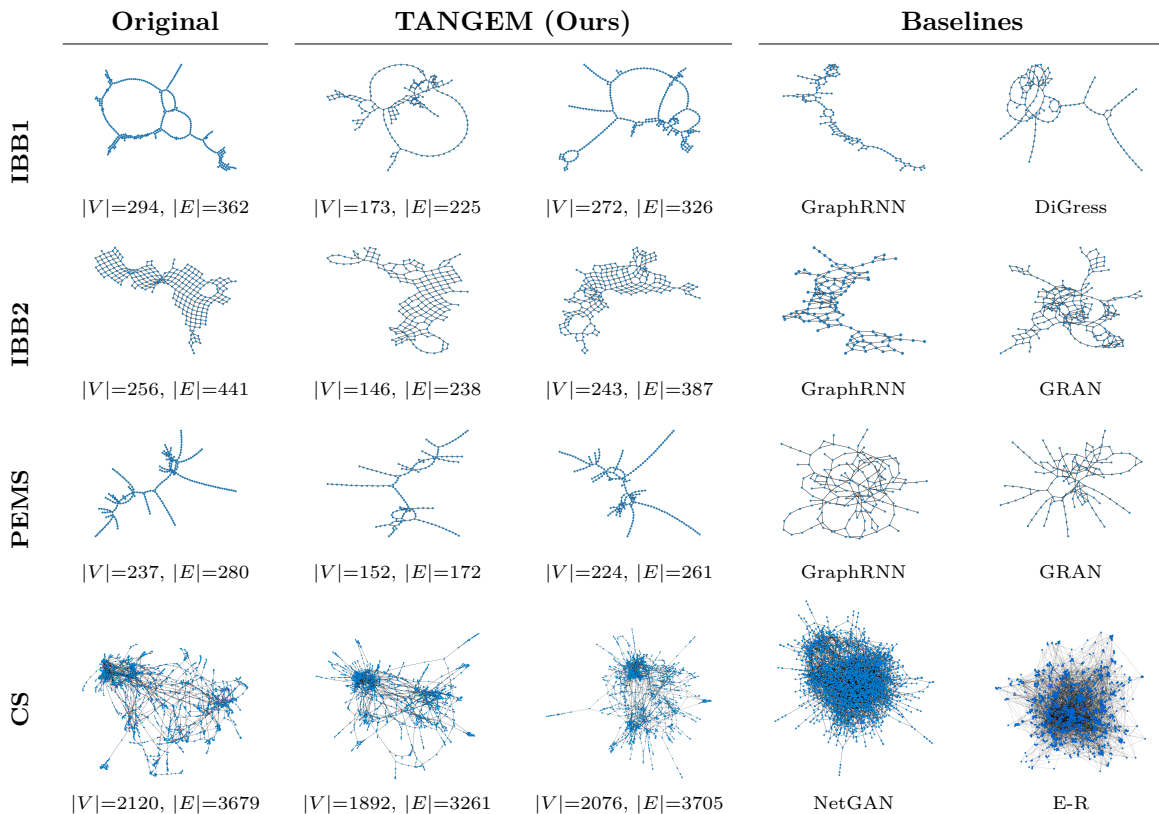 Original TANGEM (Ours) Baselines
IBB1
|V|=294, |E|=362 |V|=173, |E|=225 |V|=272, |E|=326 GraphRNN DiGress
IBB2
|V|=256, |E|=441 |V|=146, |E|=238 |V|=243, |E|=387 GraphRNN GRAN
PEMS
|V|=237, |E|=280 |V|=152, |E|=172 |V|=224, |E|=261 GraphRNN GRAN
CS
|V|=2120, |E|=3679 |V|=1892, |E|=3261 |V|=2076, |E|=3705 NetGAN E-R